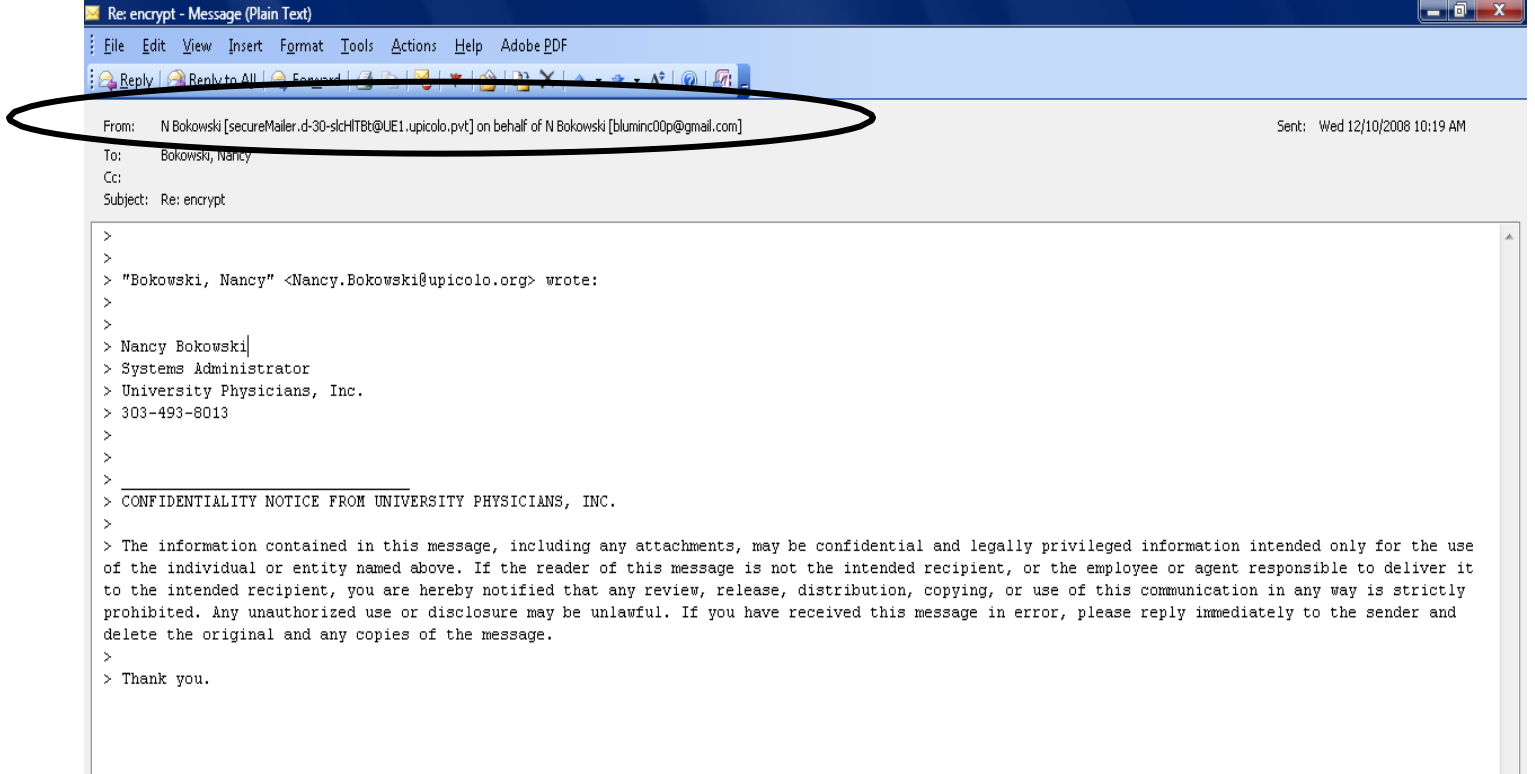 Re: encrypt - Message (Plain Text)
File Edit View Insert Format Tools Actions Help Adobe PDF
Reply Reply to All Forward
From: N Bokowski [secureMailer.d-30-slcHlTBt@UE1.upicolo.pvt] on behalf of N Bokowski [bluminc00p@gmail.com] Sent: Wed 12/10/2008 10:19 AM
To: Bokowski, Nancy
Cc:
Subject: Re: encrypt
>
>
> "Bokowski, Nancy" <Nancy.Bokowski@upicolo.org> wrote:
>
>
> Nancy Bokowski
> Systems Administrator
> University Physicians, Inc.
> 303-493-8013
>
>
> _______________________________
> CONFIDENTIALITY NOTICE FROM UNIVERSITY PHYSICIANS, INC.
>
> The information contained in this message, including any attachments, may be confidential and legally privileged information intended only for the use
of the individual or entity named above. If the reader of this message is not the intended recipient, or the employee or agent responsible to deliver it
to the intended recipient, you are hereby notified that any review, release, distribution, copying, or use of this communication in any way is strictly
prohibited. Any unauthorized use or disclosure may be unlawful. If you have received this message in error, please reply immediately to the sender and
delete the original and any copies of the message.
>
> Thank you.